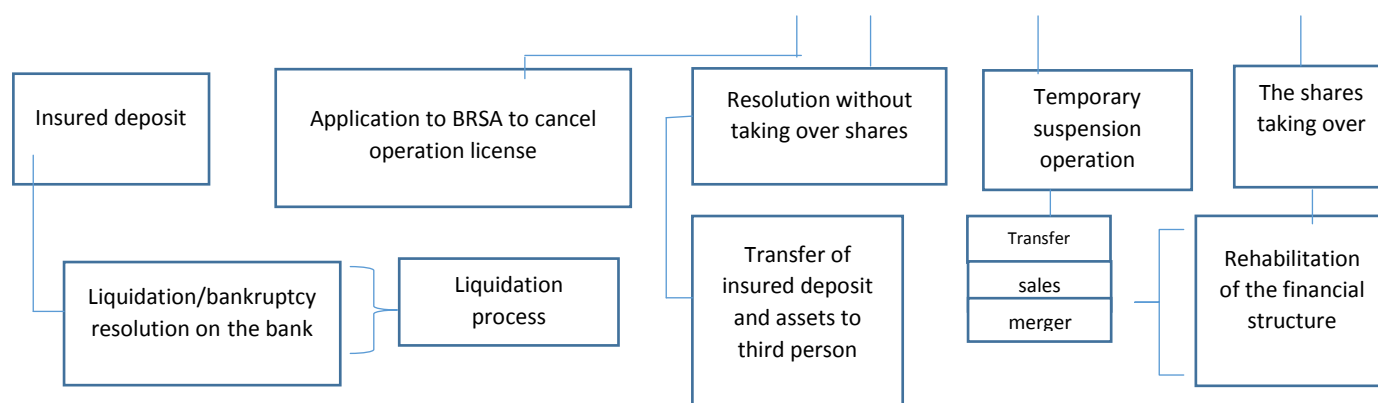 Insured deposit
Application to BRSA to cancel
operation license
Resolution without
taking over shares
Temporary
suspension
operation
The shares
taking over
Liquidation/bankruptcy
resolution on the bank
Liquidation
process
Transfer of
insured deposit
and assets to
third person
Transfer
sales
merger
Rehabilitation
of the financial
structure